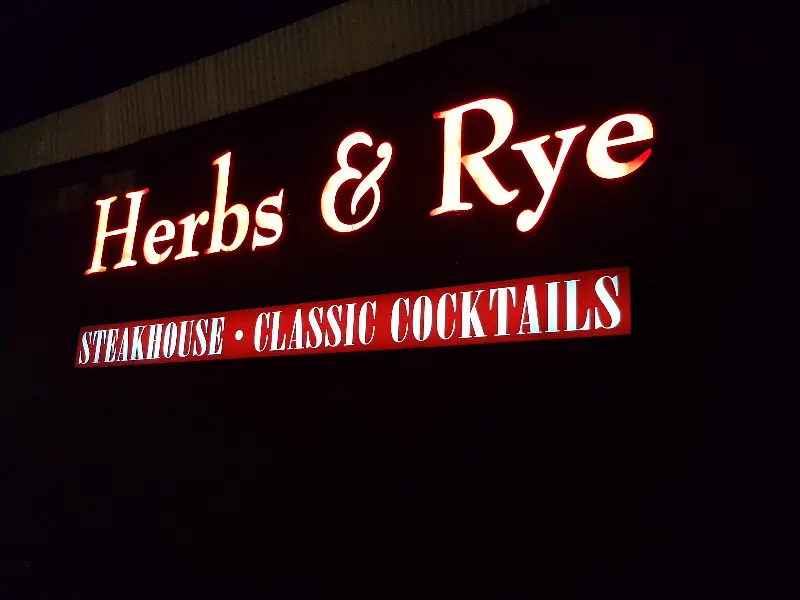 Herbs & Rye
STEAKHOUSE • CLASSIC COCKTAILS